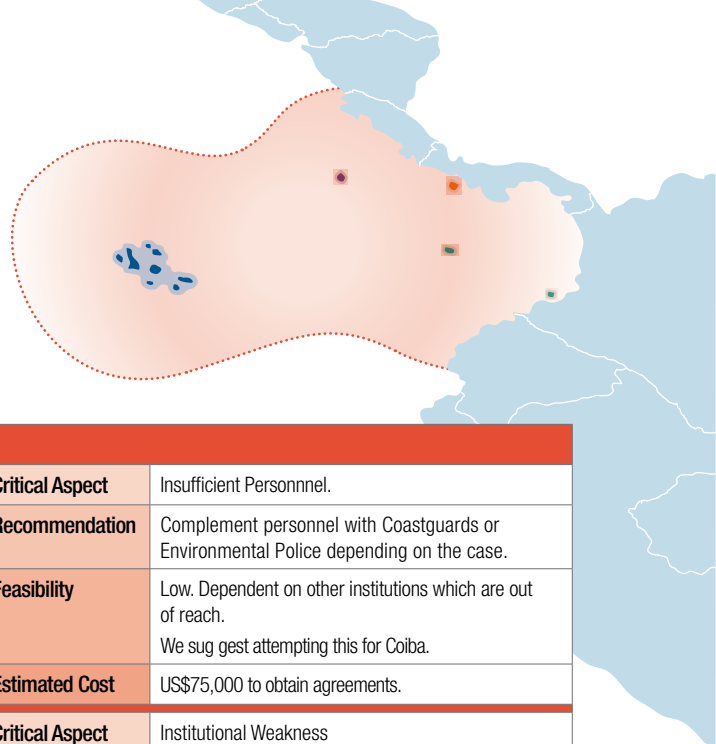 Critical Aspect
Insufficient Personnnel.
Recommendation
Complement personnel with Coastguards or
Environmental Police depending on the case.
Feasibility
Low. Dependent on other institutions which are out
of reach.
We sug gest attempting this for Coiba.
Estimated Cost
US$75,000 to obtain agreements.
Critical Aspect
Institutional Weakness